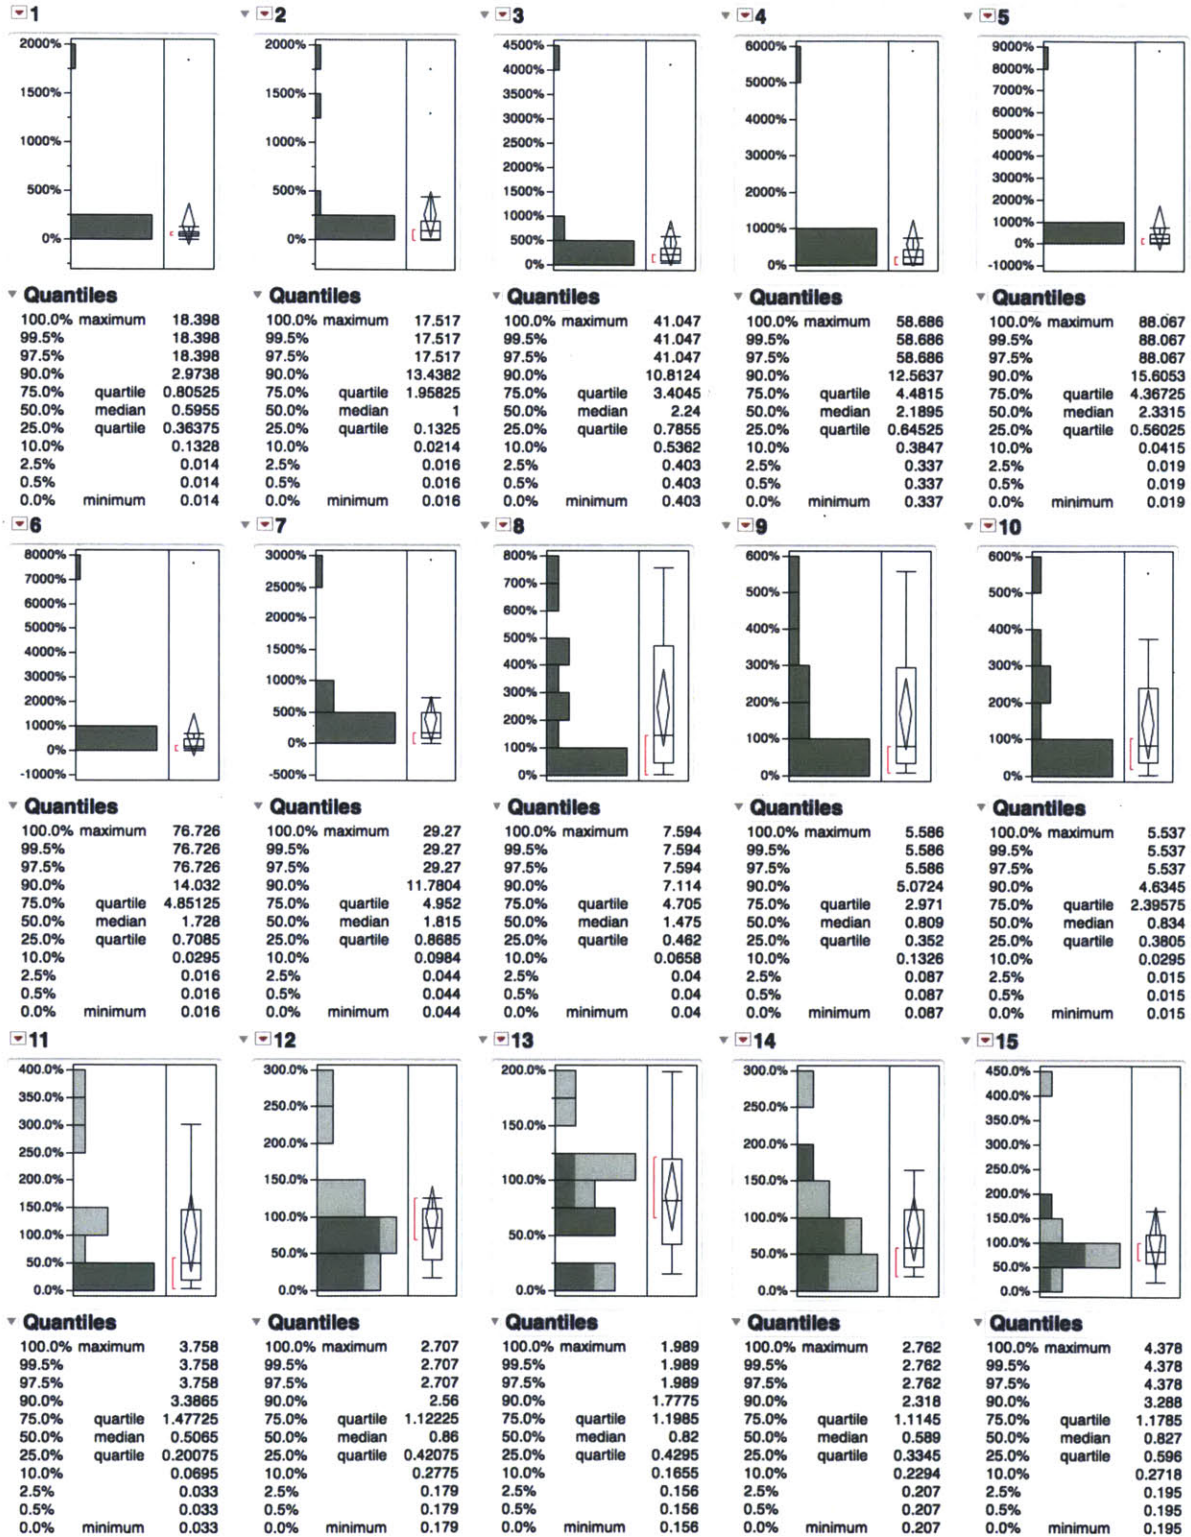 1 2 3 4 5
2000% 2000% 4500% 6000% 9000%
1500% 1500% 4000% 5000% 8000%
1000% 1000% 3500% 4000% 7000%
500% 500% 3000% 3000% 6000%
0% 0% 2500% 2000% 5000%
2000% 1000% 4000%
1500% 0% 3000%
1000% 2000%
500% 1000%
0% 0%
-1000%
Quantiles Quantiles Quantiles Quantiles Quantiles
100.0% maximum 18.398 100.0% maximum 17.517 100.0% maximum 41.047 100.0% maximum 58.686 100.0% maximum 88.067
99.5% 18.398 99.5% 17.517 99.5% 41.047 99.5% 58.686 99.5% 88.067
97.5% 18.398 97.5% 17.517 97.5% 41.047 97.5% 58.686 97.5% 88.067
90.0% 2.9738 90.0% 13.4382 90.0% 10.8124 90.0% 12.5637 90.0% 15.6053
75.0% quartile 0.80525 75.0% quartile 1.95825 75.0% quartile 3.4045 75.0% quartile 4.4815 75.0% quartile 4.36725
50.0% median 0.5955 50.0% median 1 50.0% median 2.24 50.0% median 2.1895 50.0% median 2.3315
25.0% quartile 0.36375 25.0% quartile 0.1325 25.0% quartile 0.7855 25.0% quartile 0.64525 25.0% quartile 0.56025
10.0% 0.1328 10.0% 0.0214 10.0% 0.5362 10.0% 0.3847 10.0% 0.0415
2.5% 0.014 2.5% 0.016 2.5% 0.403 2.5% 0.337 2.5% 0.019
0.5% 0.014 0.5% 0.016 0.5% 0.403 0.5% 0.337 0.5% 0.019
0.0% minimum 0.014 0.0% minimum 0.016 0.0% minimum 0.403 0.0% minimum 0.337 0.0% minimum 0.019
6 7 8 9 10
8000% 3000% 800% 600% 600%
7000% 2500% 700% 500% 500%
6000% 2000% 600% 400% 400%
5000% 1500% 500% 300% 300%
4000% 1000% 400% 200% 200%
3000% 500% 300% 100% 100%
2000% 0% 200% 0% 0%
1000% -500% 100%
0% 0%
-1000%
Quantiles Quantiles Quantiles Quantiles Quantiles
100.0% maximum 76.726 100.0% maximum 29.27 100.0% maximum 7.594 100.0% maximum 5.586 100.0% maximum 5.537
99.5% 76.726 99.5% 29.27 99.5% 7.594 99.5% 5.586 99.5% 5.537
97.5% 76.726 97.5% 29.27 97.5% 7.594 97.5% 5.586 97.5% 5.537
90.0% 14.032 90.0% 11.7804 90.0% 7.114 90.0% 5.0724 90.0% 4.6345
75.0% quartile 4.85125 75.0% quartile 4.952 75.0% quartile 4.705 75.0% quartile 2.971 75.0% quartile 2.39575
50.0% median 1.728 50.0% median 1.815 50.0% median 1.475 50.0% median 0.809 50.0% median 0.834
25.0% quartile 0.7085 25.0% quartile 0.8685 25.0% quartile 0.462 25.0% quartile 0.352 25.0% quartile 0.3805
10.0% 0.0295 10.0% 0.0984 10.0% 0.0658 10.0% 0.1326 10.0% 0.0295
2.5% 0.016 2.5% 0.044 2.5% 0.04 2.5% 0.087 2.5% 0.015
0.5% 0.016 0.5% 0.044 0.5% 0.04 0.5% 0.087 0.5% 0.015
0.0% minimum 0.016 0.0% minimum 0.044 0.0% minimum 0.04 0.0% minimum 0.087 0.0% minimum 0.015
11 12 13 14 15
400.0% 300.0% 200.0% 300.0% 450.0%
350.0% 250.0% 150.0% 250.0% 400.0%
300.0% 200.0% 100.0% 200.0% 350.0%
250.0% 150.0% 50.0% 150.0% 300.0%
200.0% 100.0% 0.0% 100.0% 250.0%
150.0% 50.0% 50.0% 200.0%
100.0% 0.0% 0.0% 150.0%
50.0% 100.0%
0.0% 50.0%
0.0%
Quantiles Quantiles Quantiles Quantiles Quantiles
100.0% maximum 3.758 100.0% maximum 2.707 100.0% maximum 1.989 100.0% maximum 2.762 100.0% maximum 4.378
99.5% 3.758 99.5% 2.707 99.5% 1.989 99.5% 2.762 99.5% 4.378
97.5% 3.758 97.5% 2.707 97.5% 1.989 97.5% 2.762 97.5% 4.378
90.0% 3.3865 90.0% 2.56 90.0% 1.7775 90.0% 2.318 90.0% 3.288
75.0% quartile 1.47725 75.0% quartile 1.12225 75.0% quartile 1.1985 75.0% quartile 1.1145 75.0% quartile 1.1785
50.0% median 0.5065 50.0% median 0.86 50.0% median 0.82 50.0% median 0.589 50.0% median 0.827
25.0% quartile 0.20075 25.0% quartile 0.42075 25.0% quartile 0.4295 25.0% quartile 0.3345 25.0% quartile 0.596
10.0% 0.0695 10.0% 0.2775 10.0% 0.1655 10.0% 0.2294 10.0% 0.2718
2.5% 0.033 2.5% 0.179 2.5% 0.156 2.5% 0.207 2.5% 0.195
0.5% 0.033 0.5% 0.179 0.5% 0.156 0.5% 0.207 0.5% 0.195
0.0% minimum 0.033 0.0% minimum 0.179 0.0% minimum 0.156 0.0% minimum 0.207 0.0% minimum 0.195